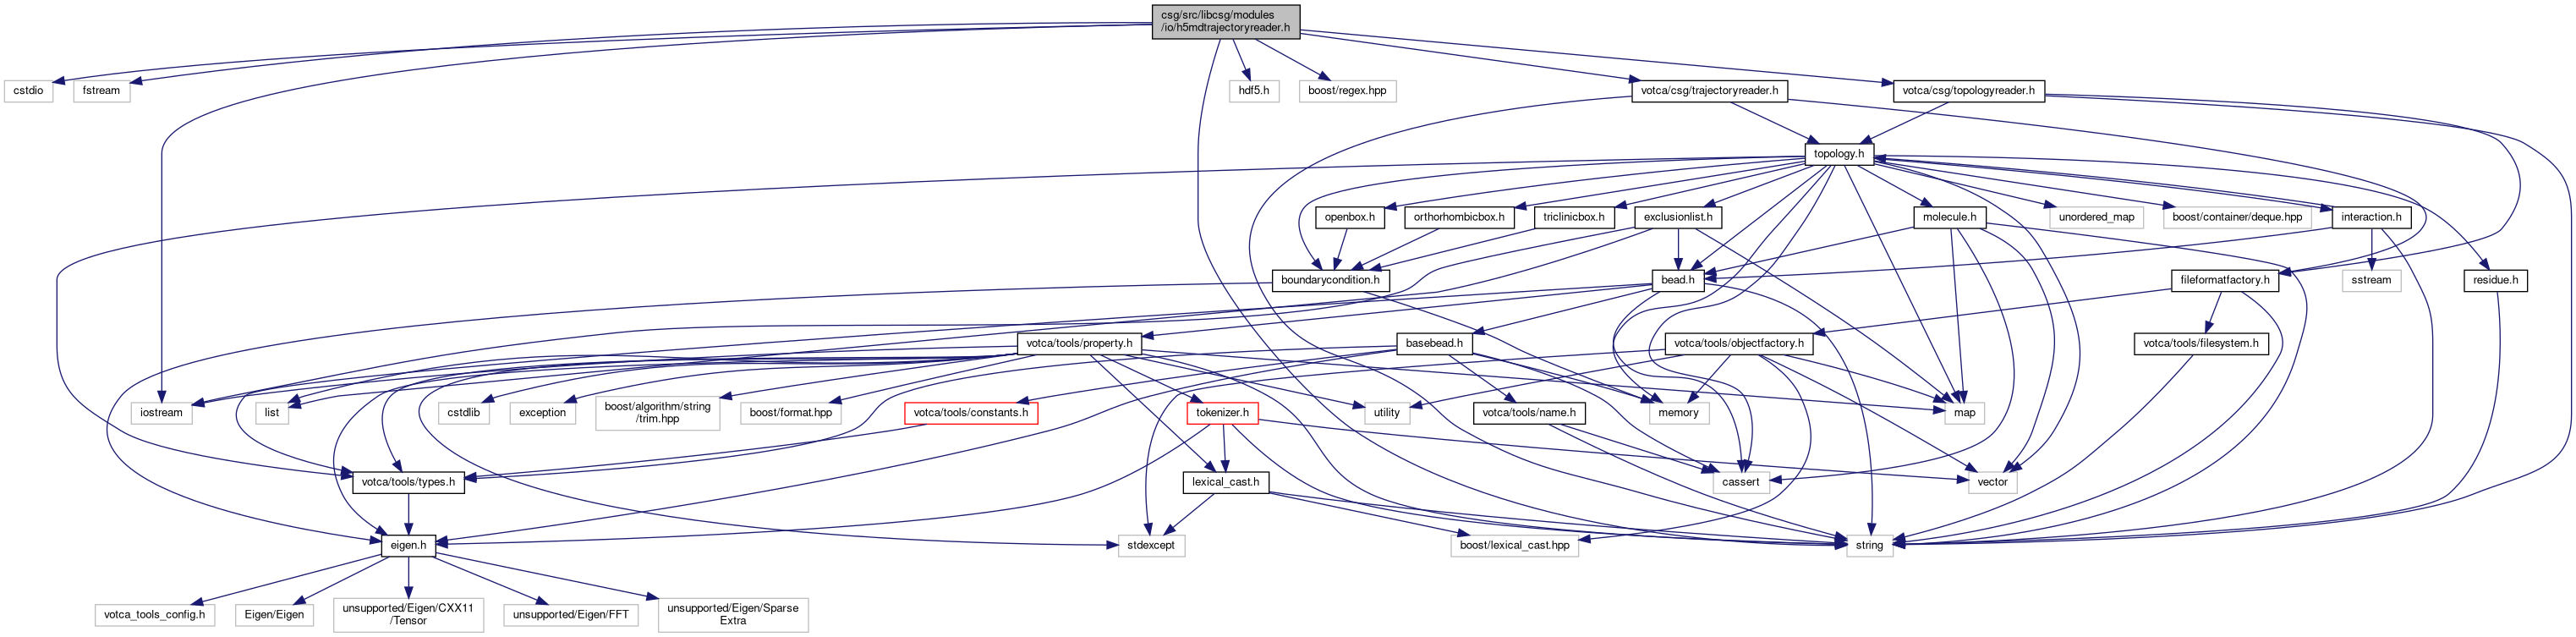 csg/src/libcsg/modules
/io/h5mdtrajectoryreader.h
cstdio
fstream
hdf5.h
boost/regex.hpp
votca/csg/trajectoryreader.h
votca/csg/topologyreader.h
topology.h
openbox.h
orthorhombicbox.h
triclinicbox.h
exclusionlist.h
molecule.h
unordered_map
boost/container/deque.hpp
interaction.h
boundarycondition.h
bead.h
fileformatfactory.h
sstream
residue.h
votca/tools/property.h
basebead.h
votca/tools/objectfactory.h
votca/tools/filesystem.h
iostream
list
cstdlib
exception
boost/algorithm/string
/trim.hpp
boost/format.hpp
votca/tools/constants.h
tokenizer.h
utility
votca/tools/name.h
memory
map
votca/tools/types.h
lexical_cast.h
cassert
vector
eigen.h
stdexcept
boost/lexical_cast.hpp
string
votca_tools_config.h
Eigen/Eigen
unsupported/Eigen/CXX11
/Tensor
unsupported/Eigen/FFT
unsupported/Eigen/Sparse
Extra